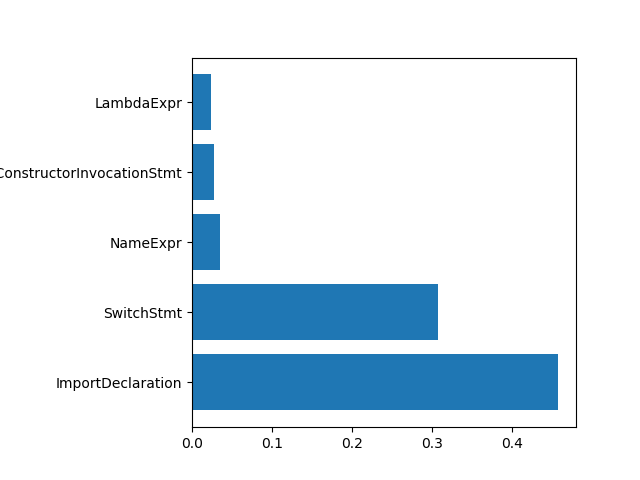 LambdaExpr
ConstructorInvocationStmt
NameExpr
SwitchStmt
ImportDeclaration
0.0 0.1 0.2 0.3 0.4